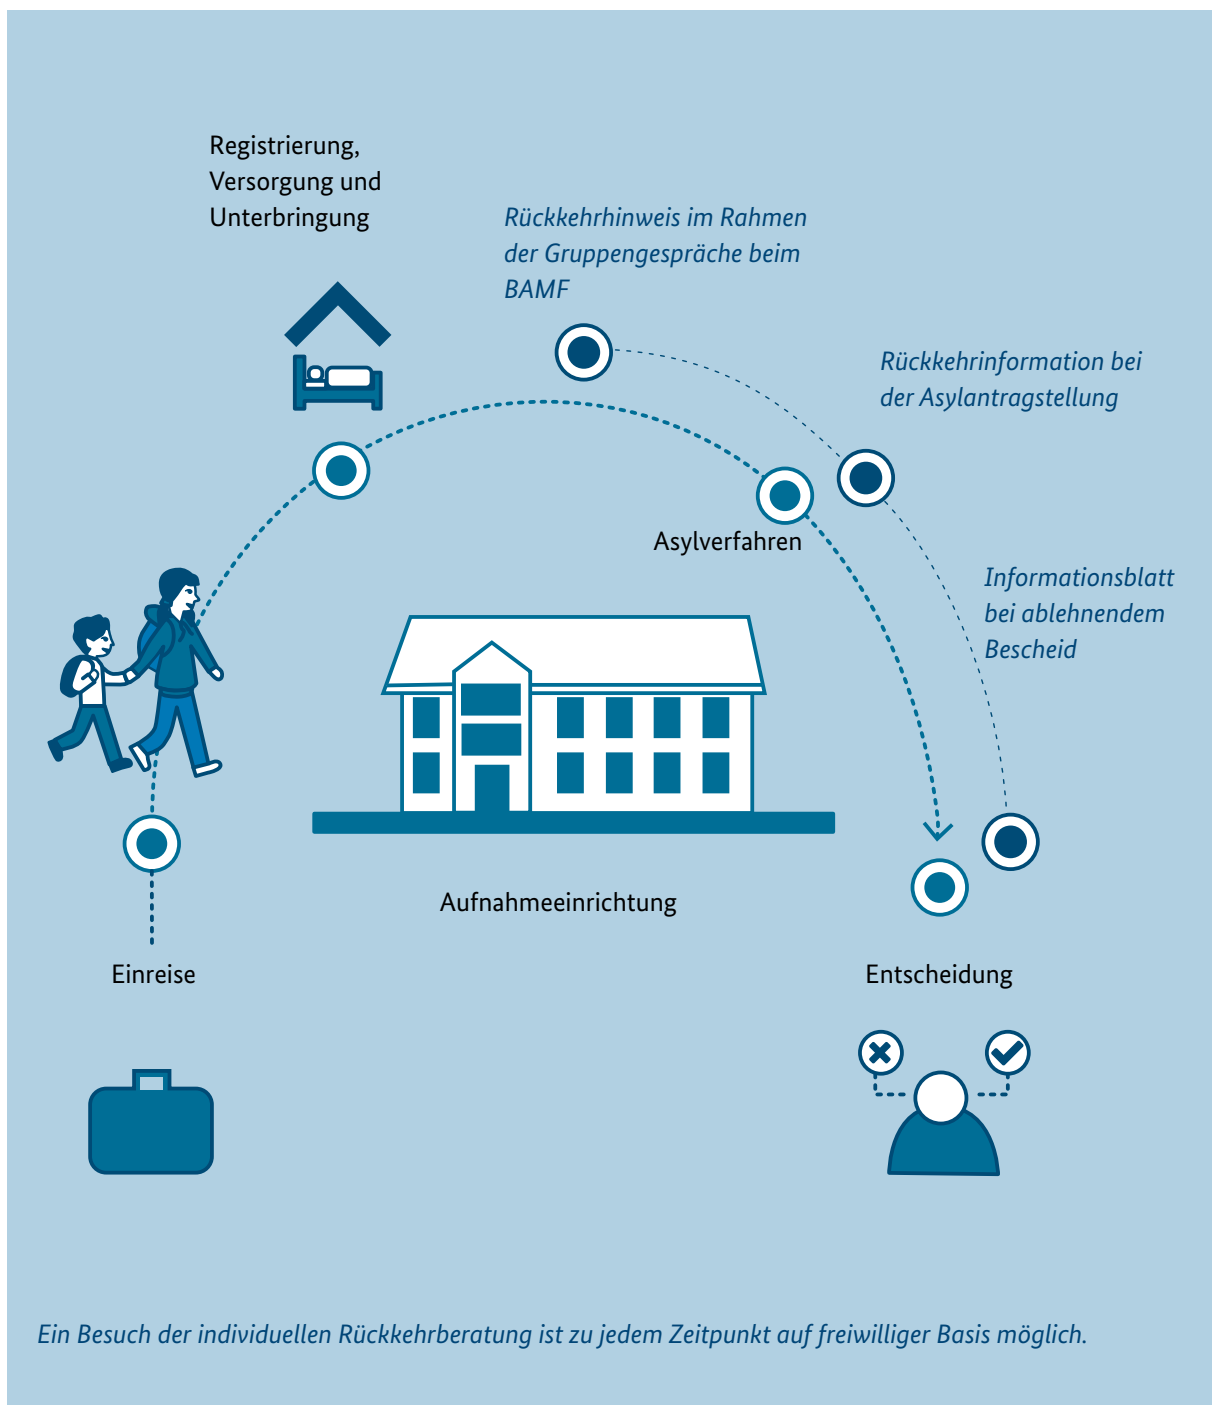 Registrierung,
Versorgung und
Unterbringung
Rückkehrhinweis im Rahmen
der Gruppengespräche beim
BAMF
Rückkehrinformation bei
der Asylantragstellung
Asylverfahren
Informationsblatt
bei ablehnendem
Bescheid
Aufnahmeeinrichtung
Einreise
Entscheidung
Ein Besuch der individuellen Rückkehrberatung ist zu jedem Zeitpunkt auf freiwilliger Basis möglich.